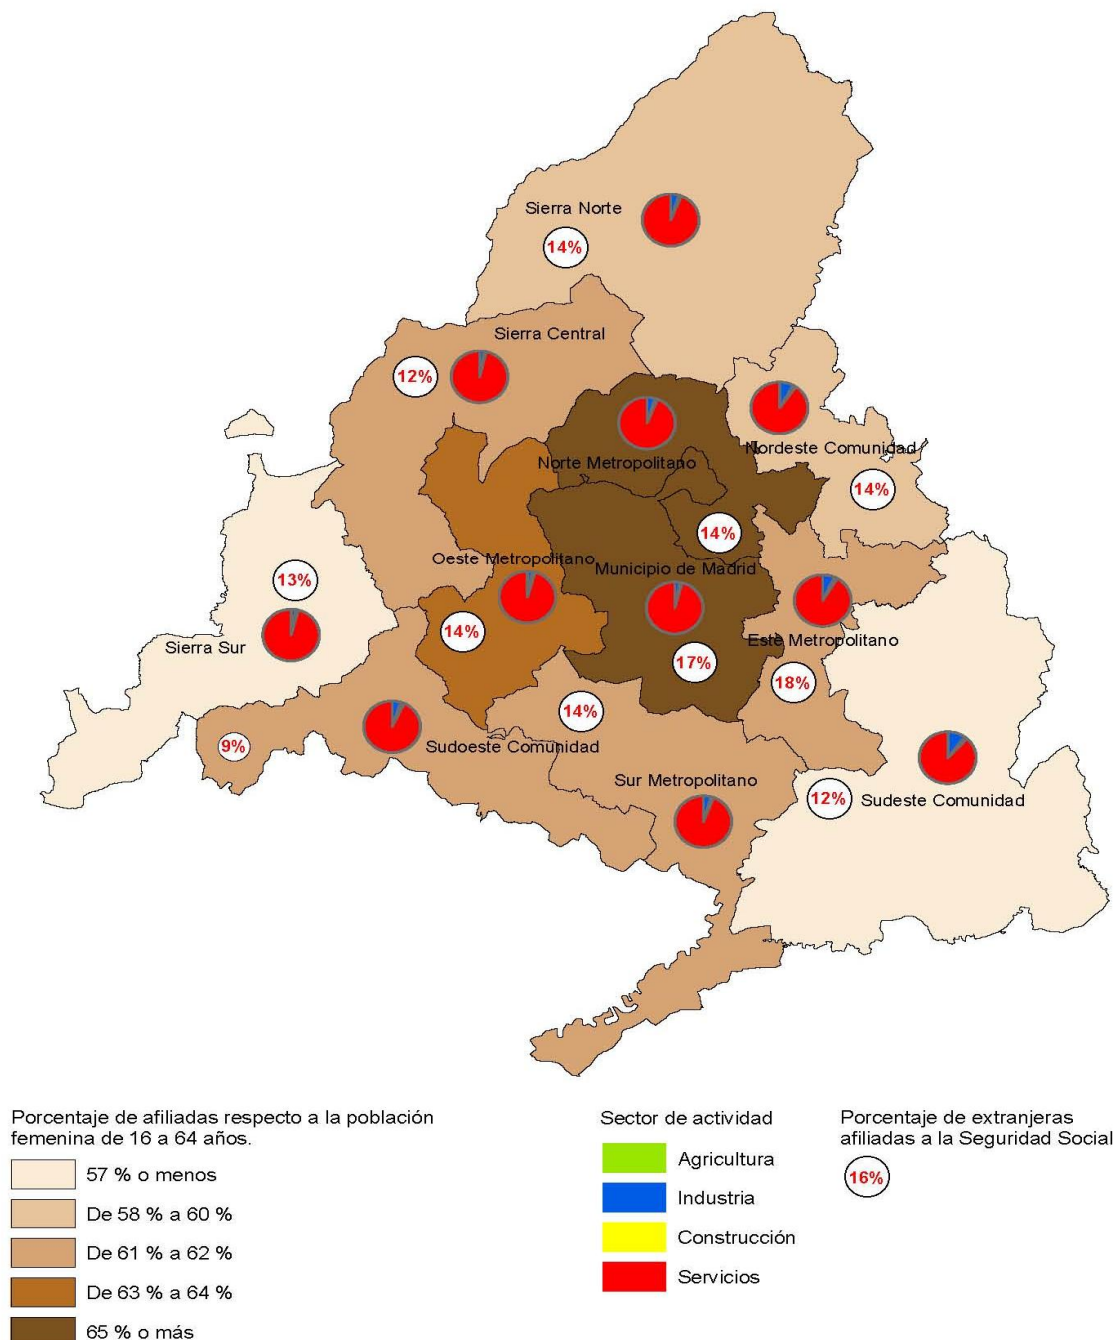 Sierra Norte
14%
Sierra Central
12%
Nordeste Comunidad
Norte Metropolitano
14%
14%
Oeste Metropolitano
Municipio de Madrid
13%
14%
Este Metropolitano
Sierra Sur
17%
18%
14%
9%
Sudoeste Comunidad
Sur Metropolitano
12%
Sudeste Comunidad
Porcentaje de afiliadas respecto a la población
femenina de 16 a 64 años.
57 % o menos
De 58 % a 60 %
De 61 % a 62 %
De 63 % a 64 %
65 % o más
Sector de actividad
Agricultura
Industria
Construcción
Servicios
Porcentaje de extranjeras
afiliadas a la Seguridad Social
16%